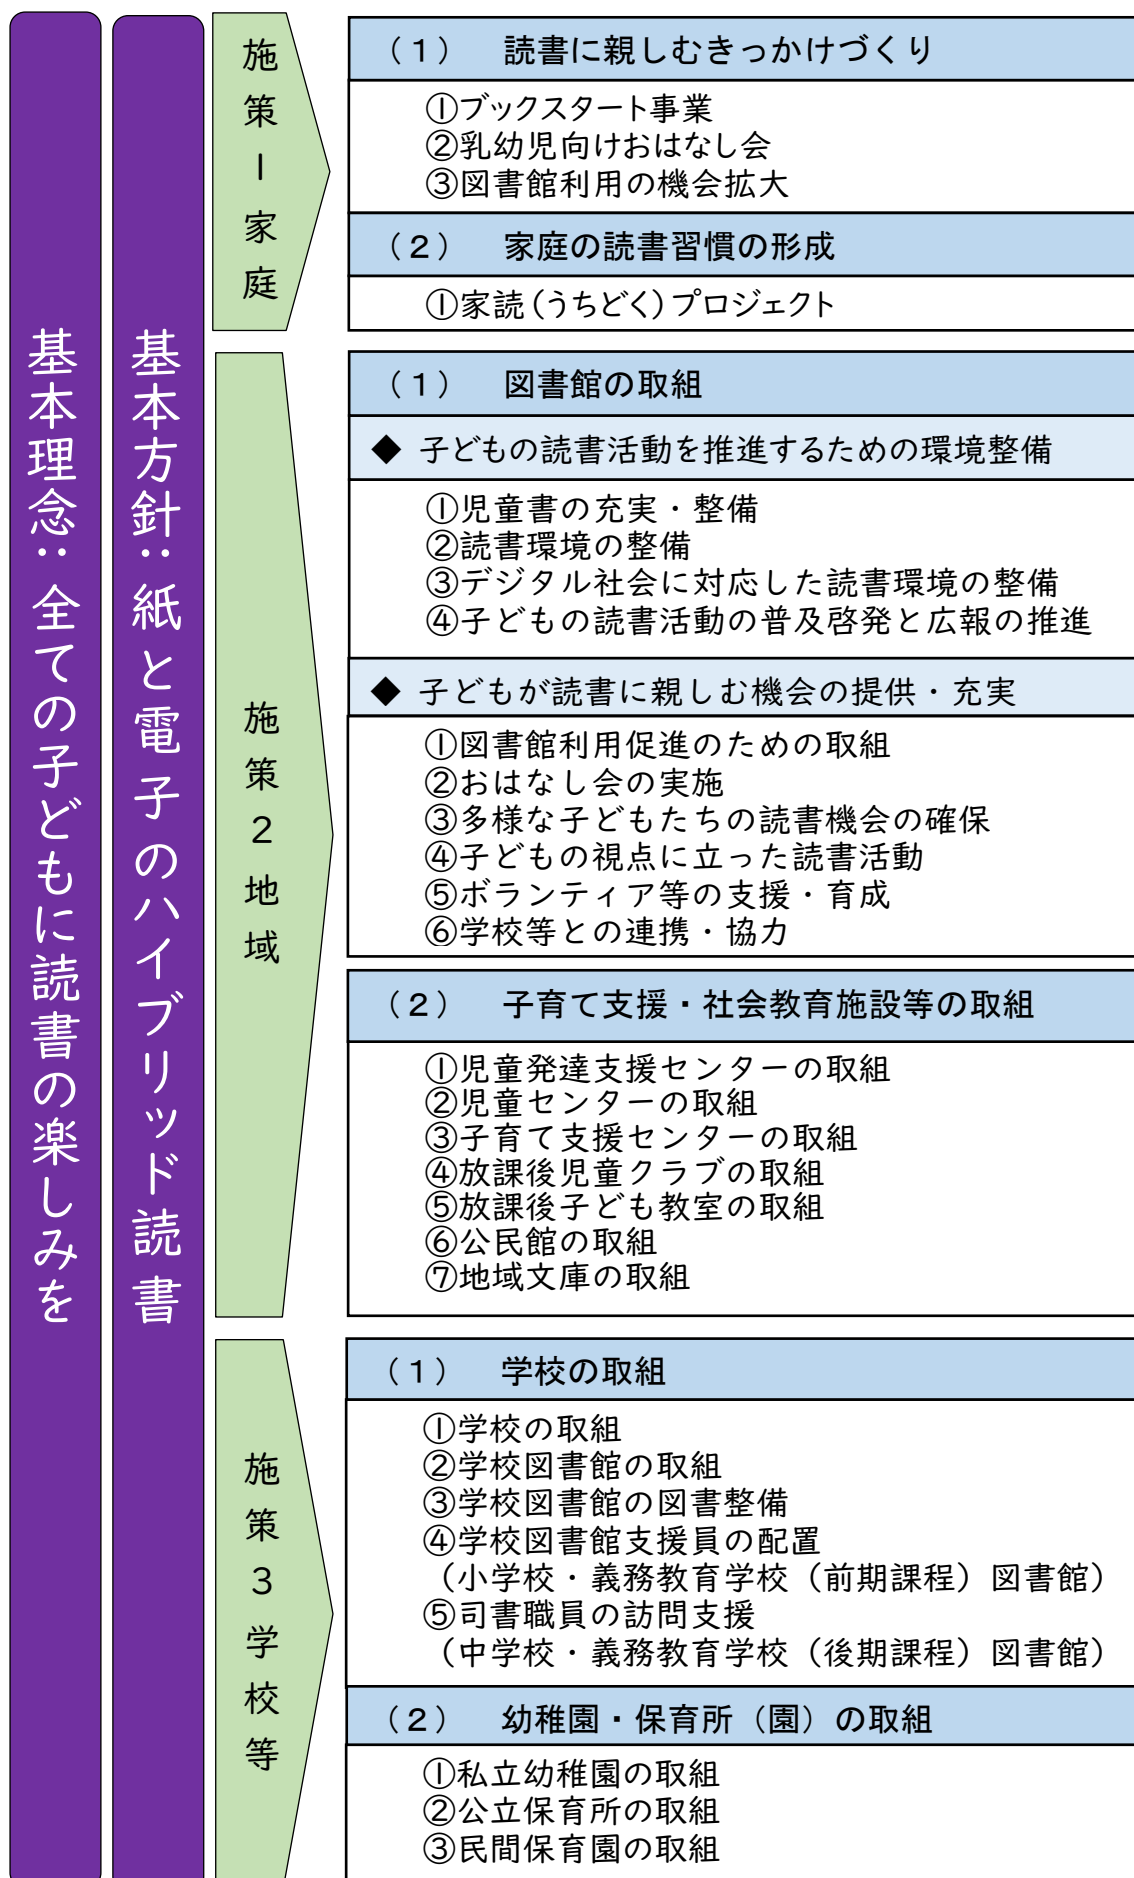 基本理念：全ての子どもに読書の楽しみを
基本方針：紙と電子のハイブリッド読書
施策1家庭
（１）　読書に親しむきっかけづくり
①ブックスタート事業
②乳幼児向けおはなし会
③図書館利用の機会拡大
（２）　家庭の読書習慣の形成
①家読（うちどく）プロジェクト
施策2地域
（１）　図書館の取組
◆ 子どもの読書活動を推進するための環境整備
①児童書の充実・整備
②読書環境の整備
③デジタル社会に対応した読書環境の整備
④子どもの読書活動の普及啓発と広報の推進
◆ 子どもが読書に親しむ機会の提供・充実
①図書館利用促進のための取組
②おはなし会の実施
③多様な子どもたちの読書機会の確保
④子どもの視点に立った読書活動
⑤ボランティア等の支援・育成
⑥学校等との連携・協力
（２）　子育て支援・社会教育施設等の取組
①児童発達支援センターの取組
②児童センターの取組
③子育て支援センターの取組
④放課後児童クラブの取組
⑤放課後子ども教室の取組
⑥公民館の取組
⑦地域文庫の取組
施策3学校等
（１）　学校の取組
①学校の取組
②学校図書館の取組
③学校図書館の図書整備
④学校図書館支援員の配置
（小学校・義務教育学校（前期課程）図書館）
⑤司書職員の訪問支援
（中学校・義務教育学校（後期課程）図書館）
（２）　幼稚園・保育所（園）の取組
①私立幼稚園の取組
②公立保育所の取組
③民間保育園の取組